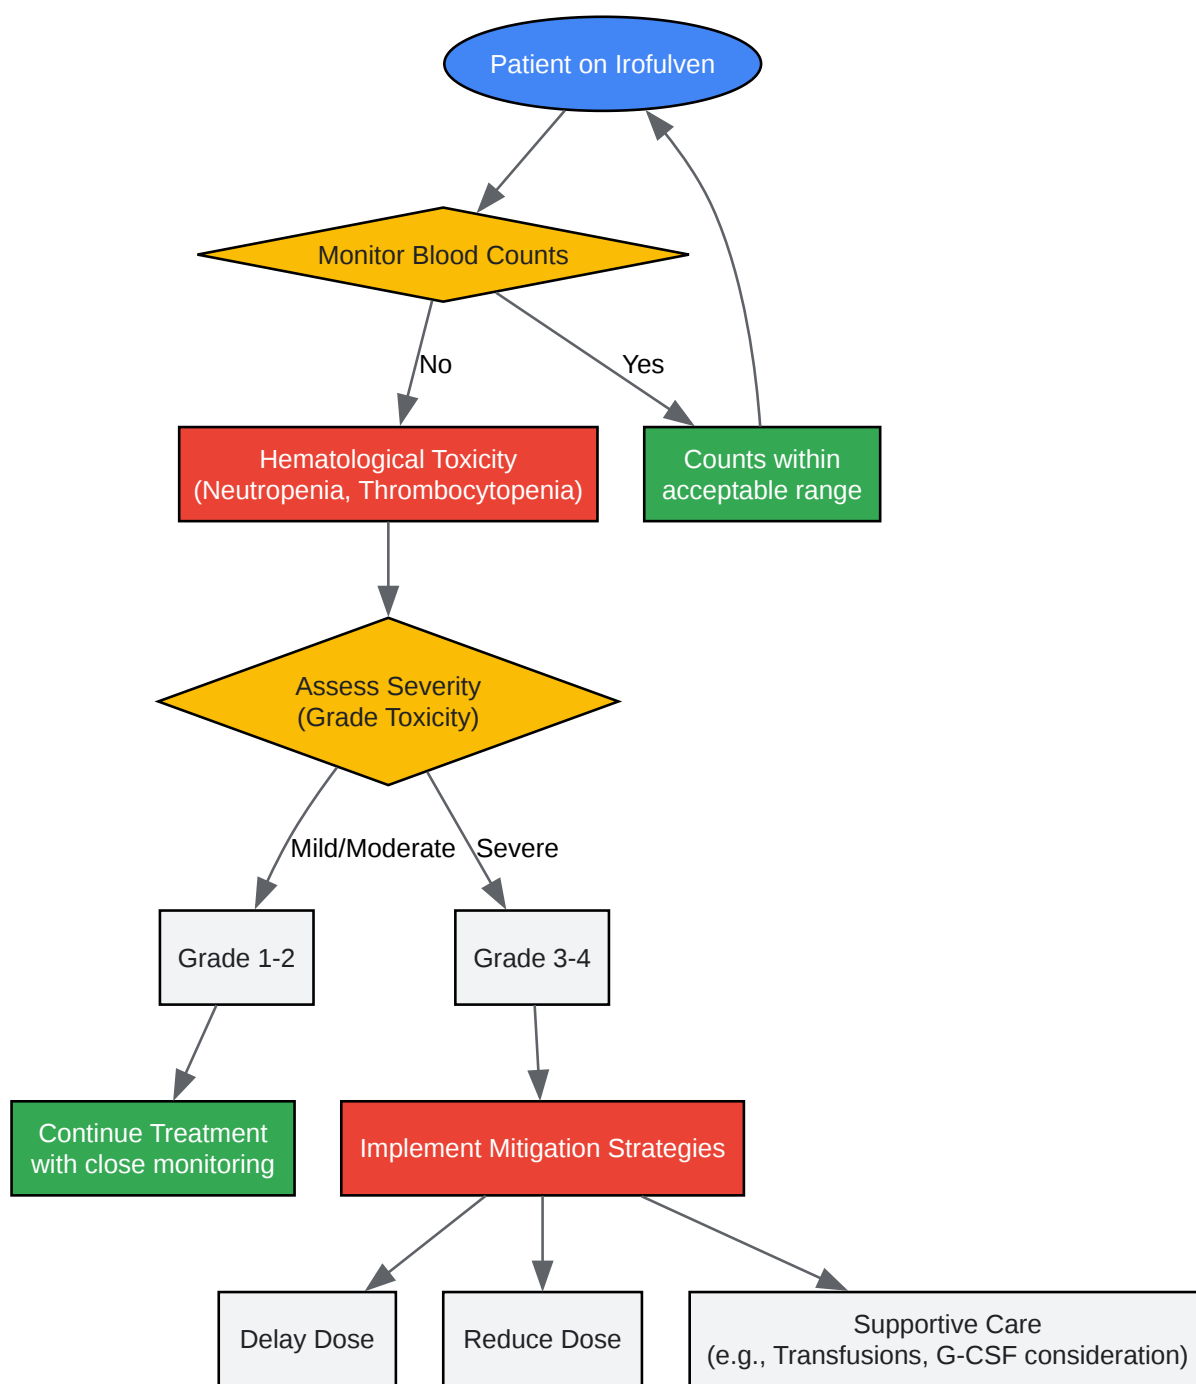 Patient on Irofulven
Monitor Blood Counts
No
Yes
Hematological Toxicity
(Neutropenia, Thrombocytopenia)
Counts within
acceptable range
Assess Severity
(Grade Toxicity)
Mild/Moderate
Severe
Grade 1-2
Grade 3-4
Continue Treatment
with close monitoring
Implement Mitigation Strategies
Delay Dose
Reduce Dose
Supportive Care
(e.g., Transfusions, G-CSF consideration)